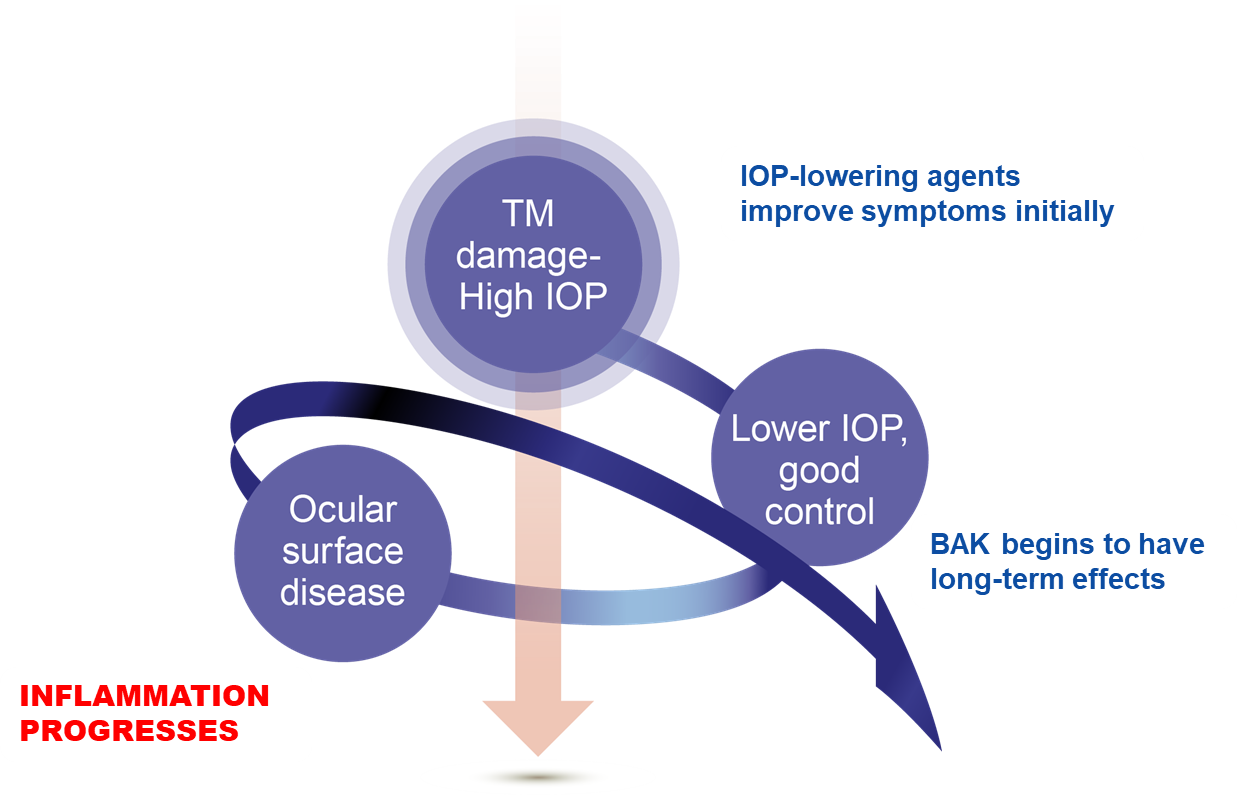 TM
damage-
High IOP
IOP-lowering agents
improve symptoms initially
Lower IOP,
good
control
BAK begins to have
long-term effects
Ocular
surface
disease
INFLAMMATION
PROGRESSES